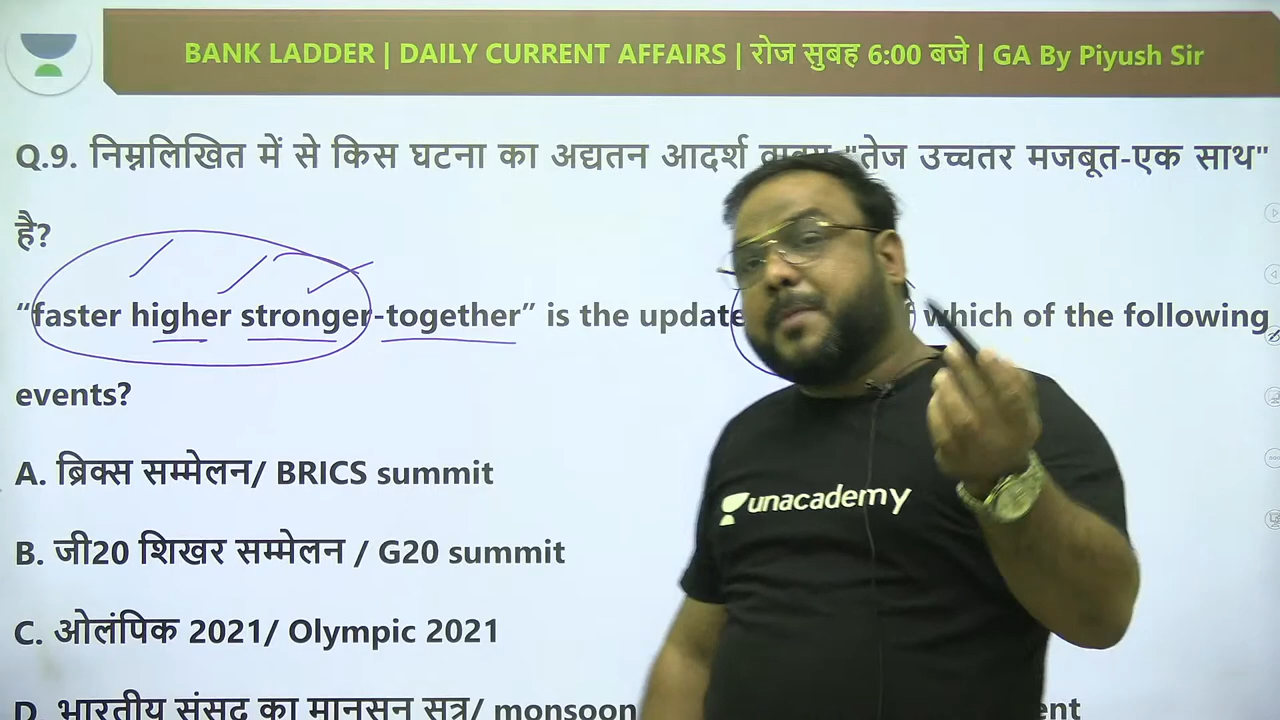 BANK LADDER | DAILY CURRENT AFFAIRS | रोज सुबह 6:00 बजे | GA By Piyush Sir
Q.9. निम्नलिखित में से किस घटना का अद्यतन आदर्श "तेज उच्चतर मजबूत-एक साथ"
है?
“faster higher stronger-together” is the which of the following
events?
A. ब्रिक्स सम्मेलन/ BRICS summit
B. जी20 शिखर सम्मेलन / G20 summit
unacademy
C. ओलंपिक 2021/ Olympic 2021
D. भारतीय संसद का मानसून सत्र/ monsoon